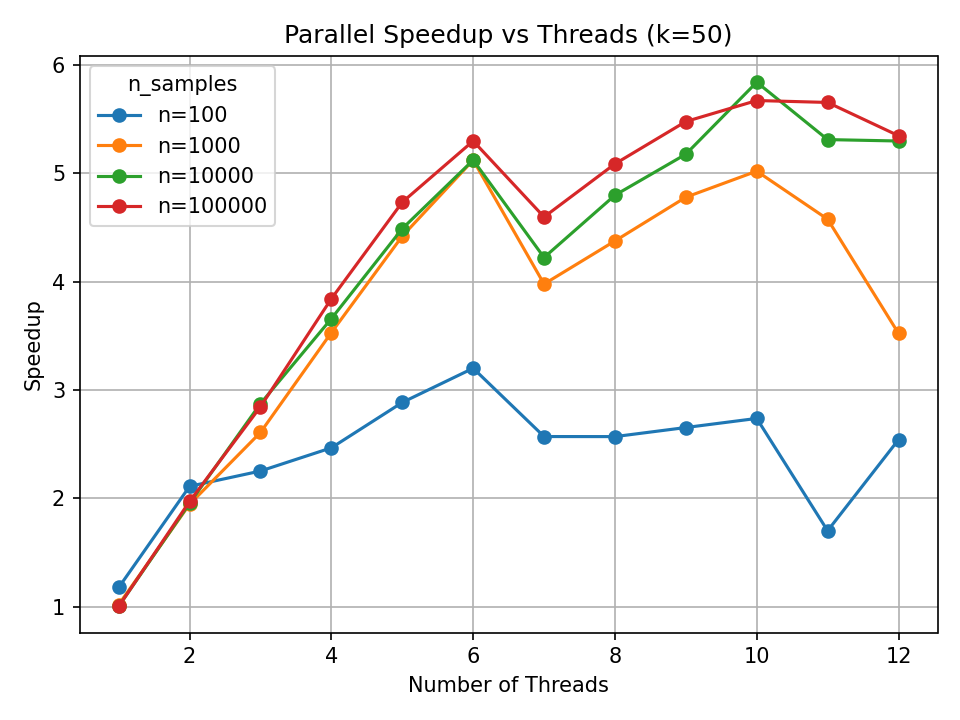 Parallel Speedup vs Threads (k=50)
n_samples
n=100
n=1000
n=10000
n=100000
6
5
4
3
2
1
Speedup
2 4 6 8 10 12
Number of Threads